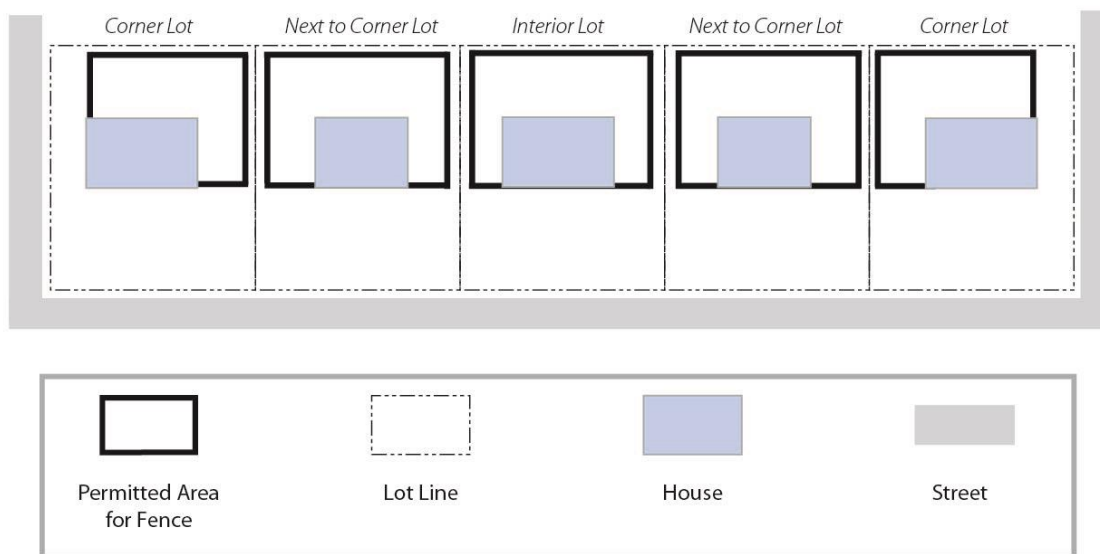 Corner Lot
Next to Corner Lot
Interior Lot
Next to Corner Lot
Corner Lot
Permitted Area
for Fence
Lot Line
House
Street